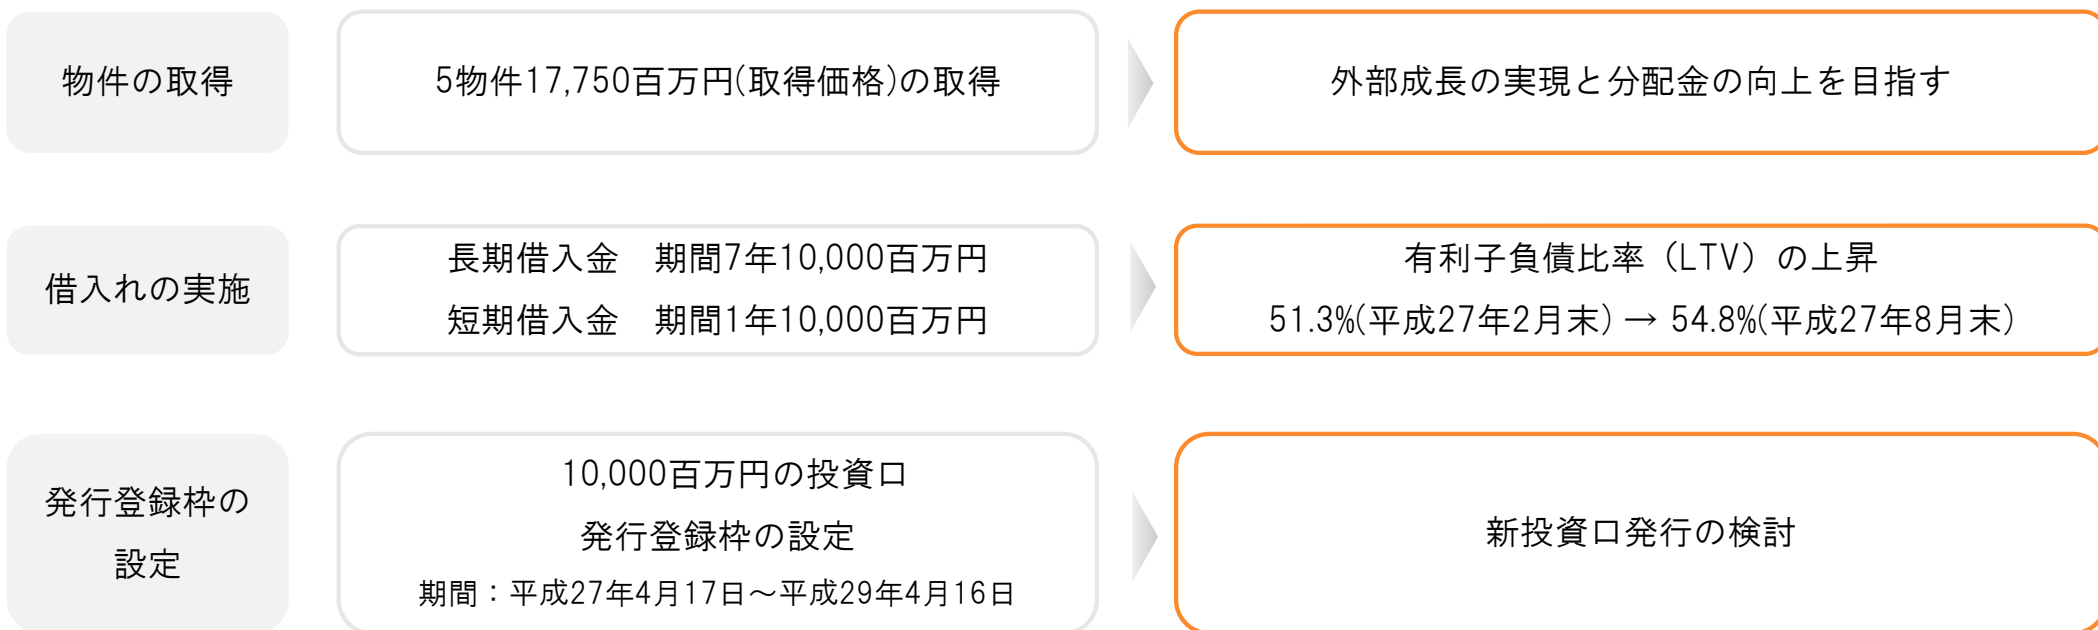 物件の取得
5物件17,750百万円(取得価格)の取得
外部成長の実現と分配金の向上を目指す
借入れの実施
長期借入金　期間7年10,000百万円
短期借入金　期間1年10,000百万円
有利子負債比率（LTV）の上昇
51.3%(平成27年2月末) → 54.8%(平成27年8月末)
発行登録枠の
設定
10,000百万円の投資口
発行登録枠の設定
期間：平成27年4月17日～平成29年4月16日
新投資口発行の検討